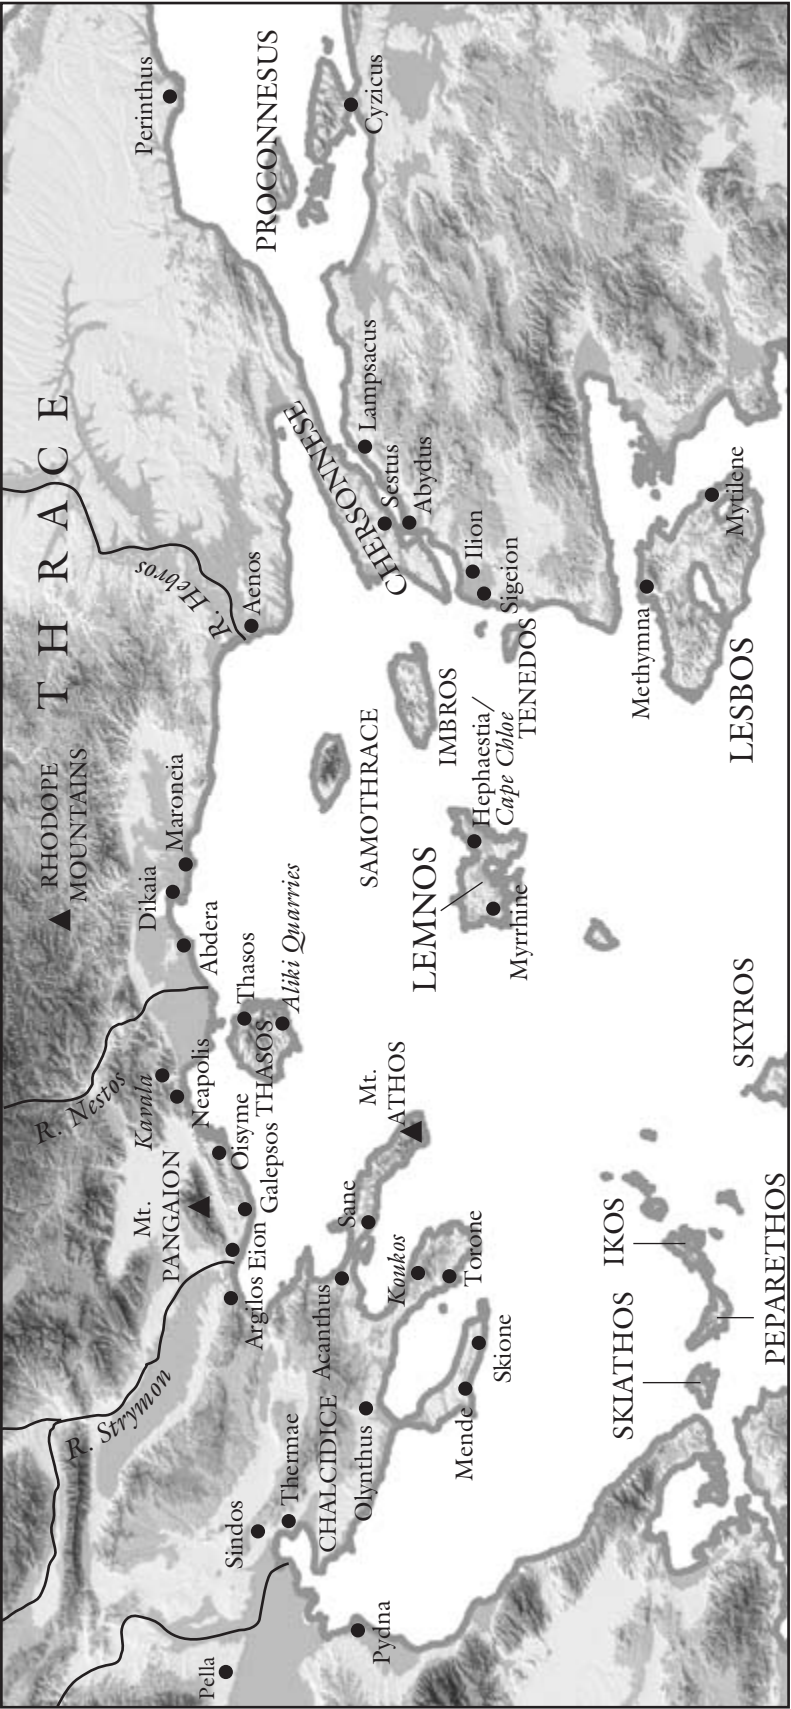 THRACE
RHODOPE
MOUNTAINS
Perinthus
PROCONNESUS
Cyzicus
R. Hebros
Aenos
CHERSONNESE
Lampsacus
Sestus
Abydus
Ilion
Sigeion
TENEDOS
IMBROS
SAMOTHRACE
Maroneia
Dikaia
Abdera
R. Nestos
Kavala
Neapolis
Thasos
Aliki Quarries
THASOS
Oisyme
Galepsos
Mt.
PANGAION
Eion
Argilos
R. Strymon
Sindos
Thermae
Pella
Pydna
CHALCIDICE
Olynthus
Acanthus
Sane
Mt.
ATHOS
Koukos
Torone
Mende
Skione
LEMNOS
Hephaestia/
Cape Chloe
Myrrhine
Methymna
Mytilene
LESBOS
SKYROS
IKOS
SKIATHOS
PEPARETHOS